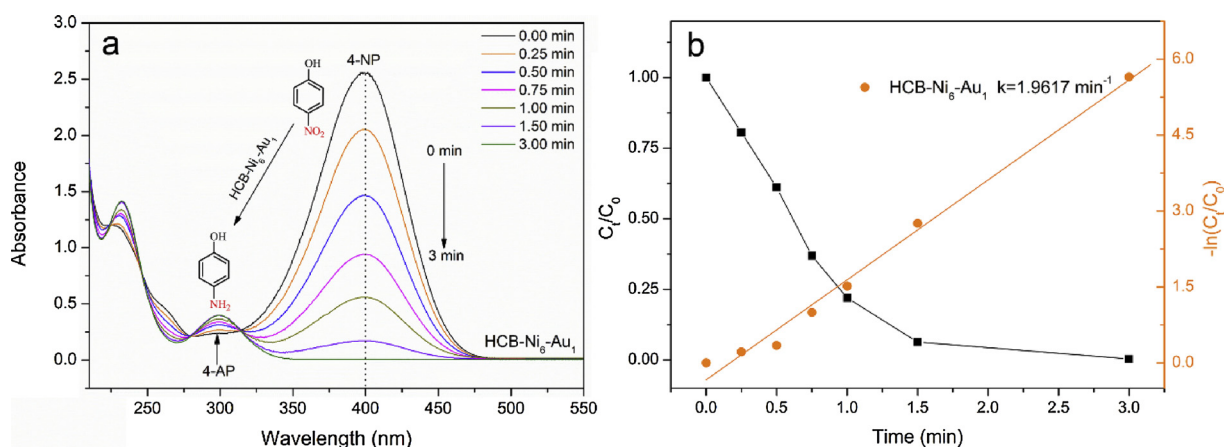 a
3.0
2.5
2.0
1.5
1.0
0.5
0.0
Absorbance
250 300 350 400 450 500 550
Wavelength (nm)
0.00 min
0.25 min
0.50 min
0.75 min
1.00 min
1.50 min
3.00 min
4-NP
OH
NO₂
HCB-Ni₆-Au₁
OH
NH₂
4-AP
0 min
3 min
HCB-Ni₆-Au₁
b
1.00
0.75
0.50
0.25
0.00
Cₜ/C₀
0.0 0.5 1.0 1.5 2.0 2.5 3.0
Time (min)
HCB-Ni₆-Au₁ k=1.9617 min⁻¹
6.0
4.5
3.0
1.5
0.0
-ln(Cₜ/C₀)